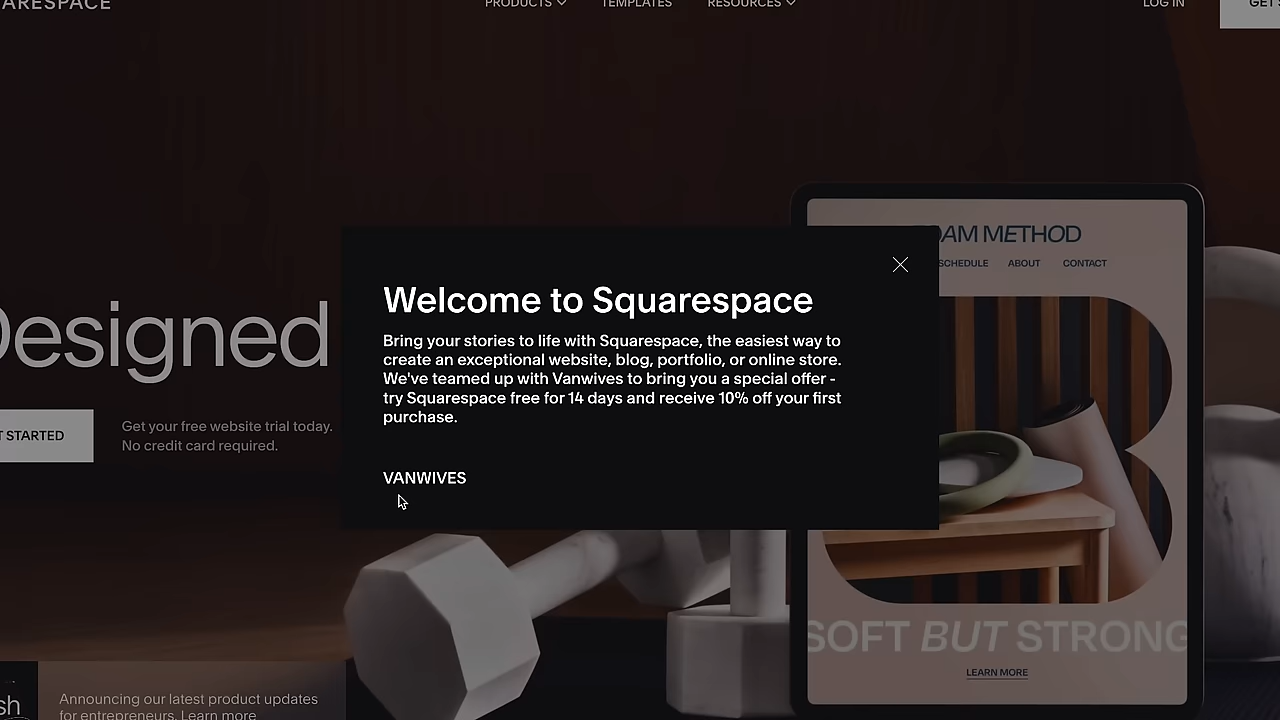 ARESPACE
PRODUCTS
TEMPLATES
RESOURCES
LOG IN
GET
Designed
Welcome to Squarespace
Bring your stories to life with Squarespace, the easiest way to
create an exceptional website, blog, portfolio, or online store.
We've teamed up with Vanwives to bring you a special offer -
try Squarespace free for 14 days and receive 10% off your first
purchase.
VANWIVES
T STARTED
Get your free website trial today.
No credit card required.
OAM METHOD
SCHEDULE
ABOUT
CONTACT
SOFT BUT STRONG
LEARN MORE
sh
Announcing our latest product updates
for entrepreneurs. Learn more